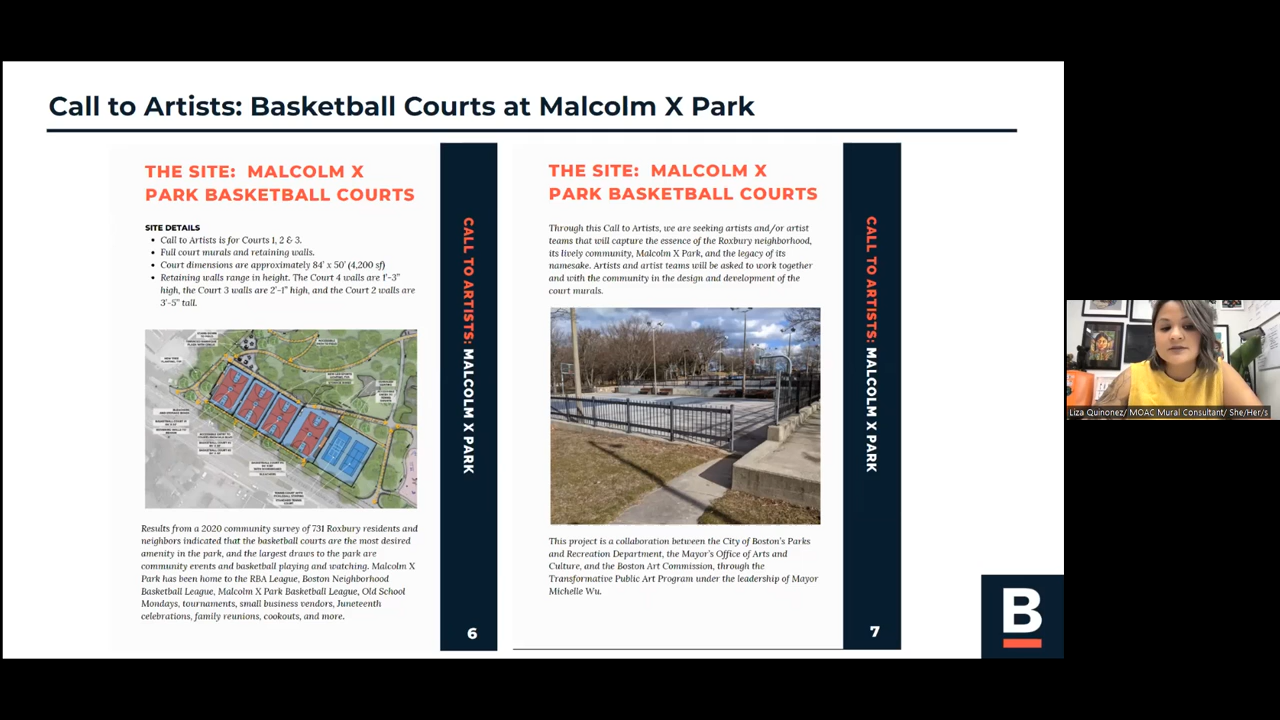 Call to Artists: Basketball Courts at Malcolm X Park
THE SITE: MALCOLM X
PARK BASKETBALL COURTS
SITE DETAILS
• Call to Artists is for Courts 1, 2 & 3.
• Full court murals and retaining walls.
• Court dimensions are approximately 84' x 50' (4,200 sf)
• Retaining walls range in height. The Court 4 walls are 1'-3"
high, the Court 3 walls are 2'-1" high, and the Court 2 walls are
3'-5" tall.
Results from a 2020 community survey of 731 Roxbury residents and
neighbors indicated that the basketball courts are the most desired
amenity in the park, and the largest draws to the park are
community events and basketball playing and watching. Malcolm X
Park has been home to the RBA League, Boston Neighborhood
Basketball League, Malcolm X Park Basketball League, Old School
Mondays, tournaments, small business vendors, Juneteenth
celebrations, family reunions, cookouts, and more.
CALL TO ARTISTS: MALCOLM X PARK
6
THE SITE: MALCOLM X
PARK BASKETBALL COURTS
Through this Call to Artists, we are seeking artists and/or artist
teams that will capture the essence of the Roxbury neighborhood,
its lively community, Malcolm X Park, and the legacy of its
namesake. Artists and artist teams will be asked to work together
and with the community in the design and development of the
court murals.
This project is a collaboration between the City of Boston's Parks
and Recreation Department, the Mayor's Office of Arts and
Culture, and the Boston Art Commission, through the
Transformative Public Art Program under the leadership of Mayor
Michelle Wu.
CALL TO ARTISTS: MALCOLM X PARK
7
B
Liza Quinonez/ MOAC Mural Consultant/ She/Her/s